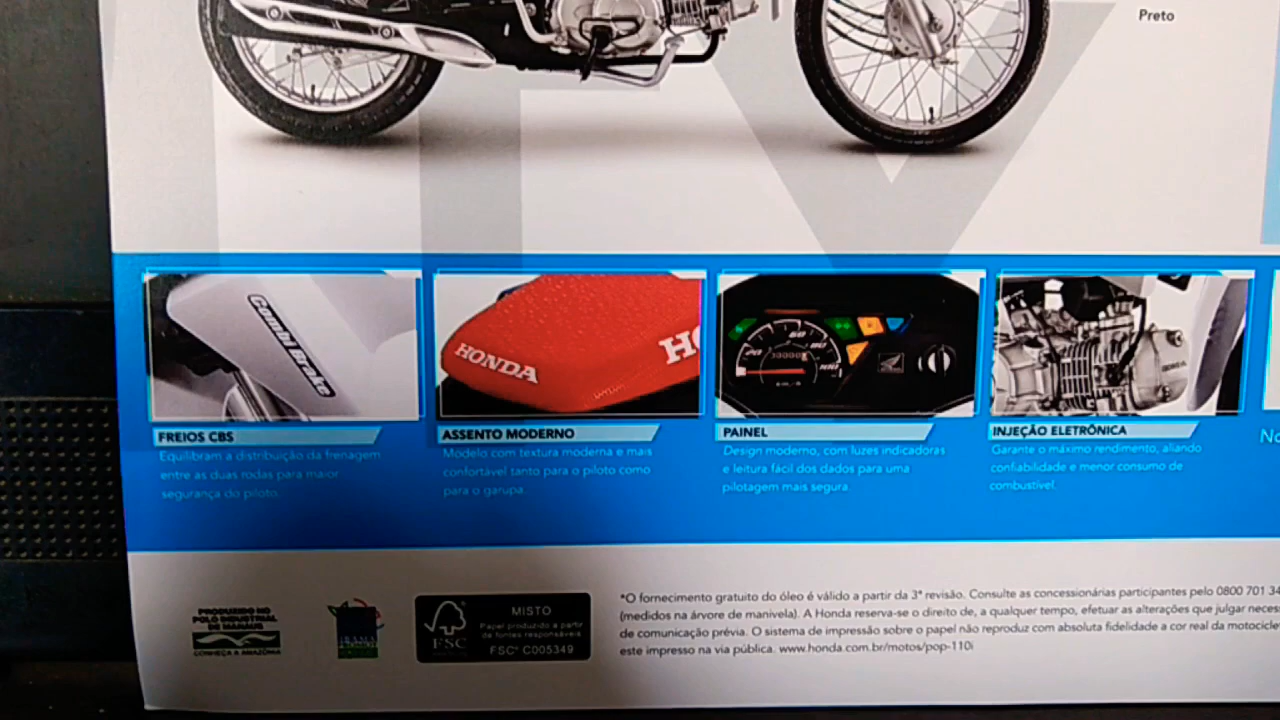 Preto
Combi Brake
HONDA
FREIOS CBS
Equilibram a distribuição da frenagem
entre as duas rodas para maior
segurança do piloto.
ASSENTO MODERNO
Modelo com textura moderna e mais
confortável tanto para o piloto como
para o garupa.
PAINEL
Design moderno, com luzes indicadoras
e leitura fácil dos dados para uma
pilotagem mais segura.
INJEÇÃO ELETRÔNICA
Garante o máximo rendimento, aliando
confiabilidade e menor consumo de
combustível.
PRODUZIDO NO
POLO INDUSTRIAL
DE MANAUS
CONHEÇA A AMAZÔNIA
FSC
MISTO
Papel produzido a partir
de fontes responsáveis
FSC® C005349
*O fornecimento gratuito do óleo é válido a partir da 3ª revisão. Consulte as concessionárias participantes pelo 0800 701 34
(medidos na árvore de manivela). A Honda reserva-se o direito de, a qualquer tempo, efetuar as alterações que julgar neces
de comunicação prévia. O sistema de impressão sobre o papel não reproduz com absoluta fidelidade a cor real da motocicle
este impresso na via pública. www.honda.com.br/motos/pop-110i